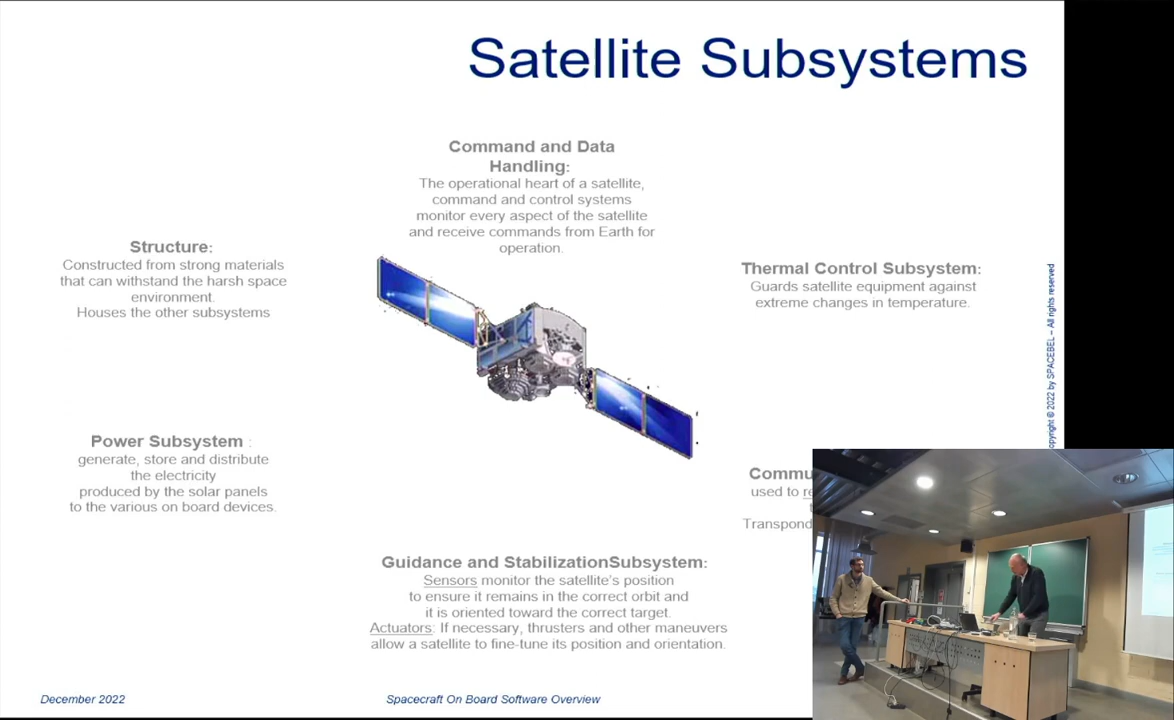 Satellite Subsystems
Command and Data
Handling:
The operational heart of a satellite,
command and control systems
monitor every aspect of the satellite
and receive commands from Earth for
operation.
Structure:
Constructed from strong materials
that can withstand the harsh space
environment.
Houses the other subsystems
Thermal Control Subsystem:
Guards satellite equipment against
extreme changes in temperature.
Power Subsystem :
generate, store and distribute
the electricity
produced by the solar panels
to the various on board devices.
used to
Guidance and StabilizationSubsystem:
Sensors monitor the satellite's position
to ensure it remains in the correct orbit and
it is oriented toward the correct target.
Actuators: If necessary, thrusters and other maneuvers
allow a satellite to fine-tune its position and orientation.
© 2022 by SPACEBEL – All rights reserved
December 2022
Spacecraft On Board Software Overview